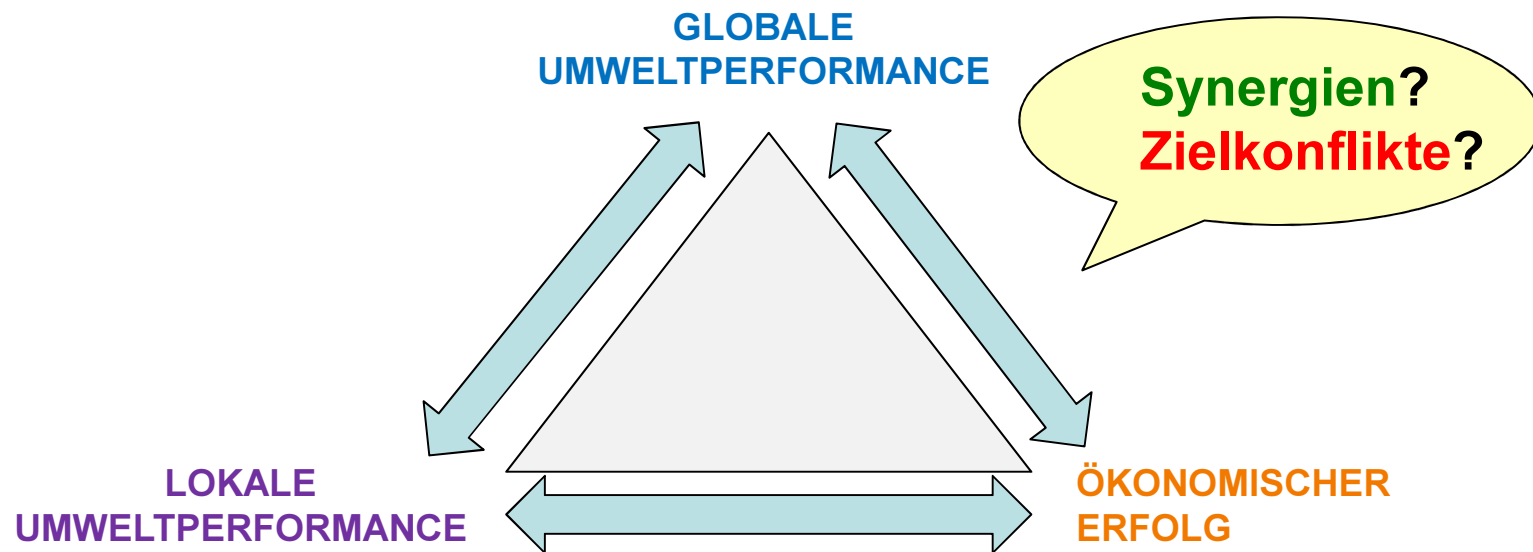 GLOBALE
UMWELTPERFORMANCE
Synergien?
Zielkonflikte?
LOKALE
UMWELTPERFORMANCE
ÖKONOMISCHER
ERFOLG